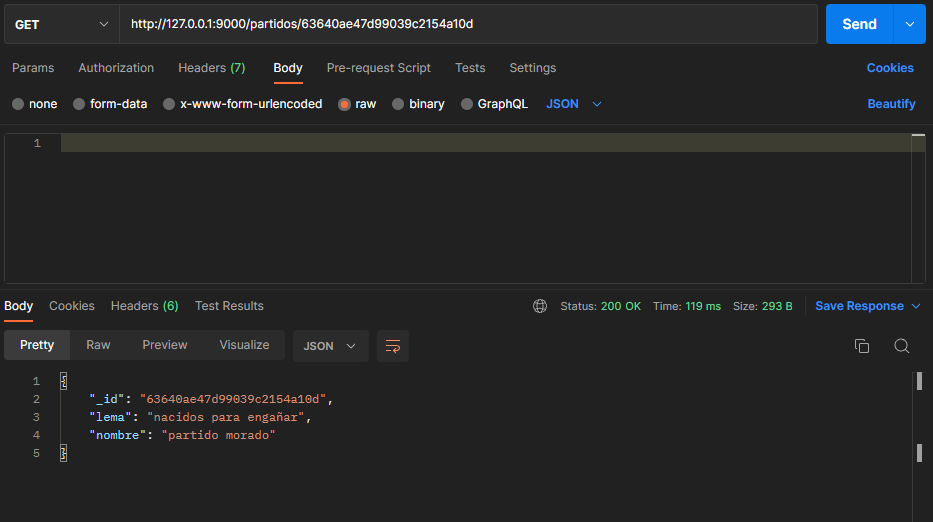 GET http://127.0.0.1:9000/partidos/63640ae47d99039c2154a10d Send
Params Authorization Headers (7) Body Pre-request Script Tests Settings Cookies
none form-data x-www-form-urlencoded raw binary GraphQL JSON Beautify
1
Body Cookies Headers (6) Test Results Status: 200 OK Time: 119 ms Size: 293 B Save Response
Pretty Raw Preview Visualize JSON
1 {
2 "_id": "63640ae47d99039c2154a10d",
3 "lema": "nacidos para engañar",
4 "nombre": "partido morado"
5 }